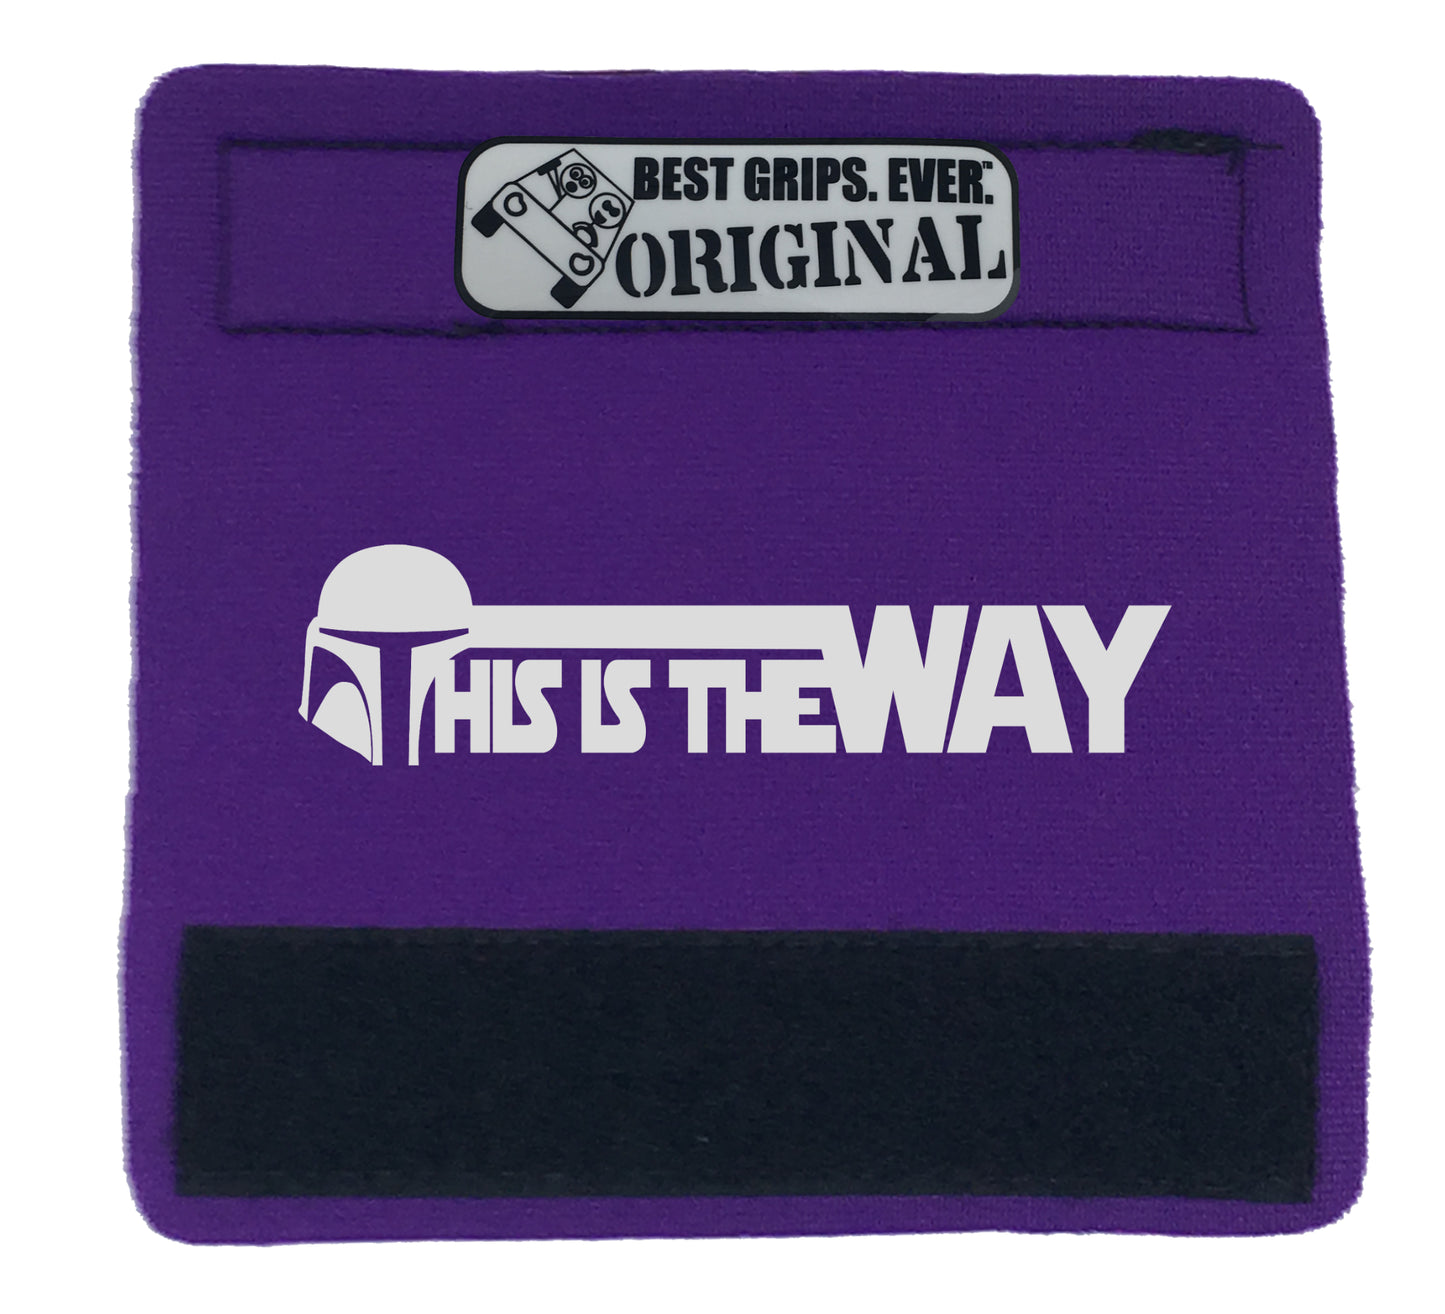 BEST GRIPS. EVER.™
ORIGINAL
THIS IS THE WAY